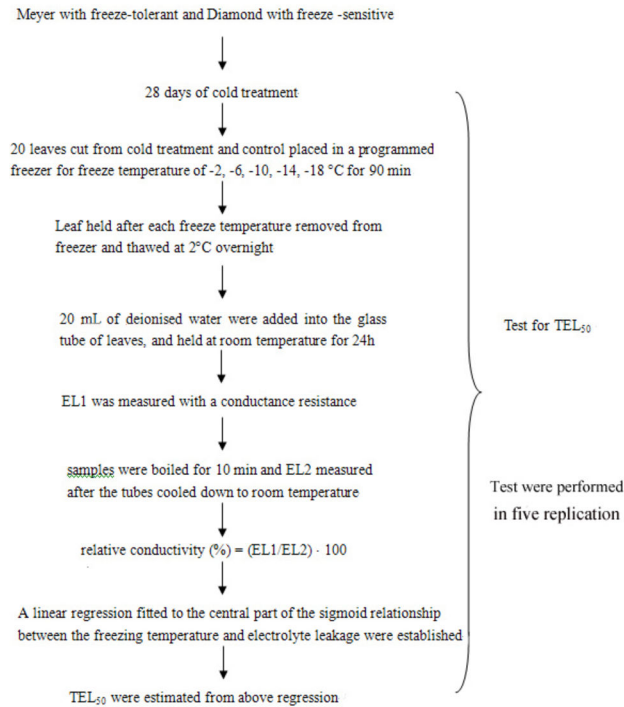 Meyer with freeze-tolerant and Diamond with freeze -sensitive
28 days of cold treatment
20 leaves cut from cold treatment and control placed in a programmed
freezer for freeze temperature of -2, -6, -10, -14, -18 °C for 90 min
Leaf held after each freeze temperature removed from
freezer and thawed at 2°C overnight
20 mL of deionised water were added into the glass
tube of leaves, and held at room temperature for 24h
EL1 was measured with a conductance resistance
samples were boiled for 10 min and EL2 measured
after the tubes cooled down to room temperature
relative conductivity (%) = (EL1/EL2) · 100
A linear regression fitted to the central part of the sigmoid relationship
between the freezing temperature and electrolyte leakage were established
TEL50 were estimated from above regression
Test for TEL50
Test were performed
in five replication